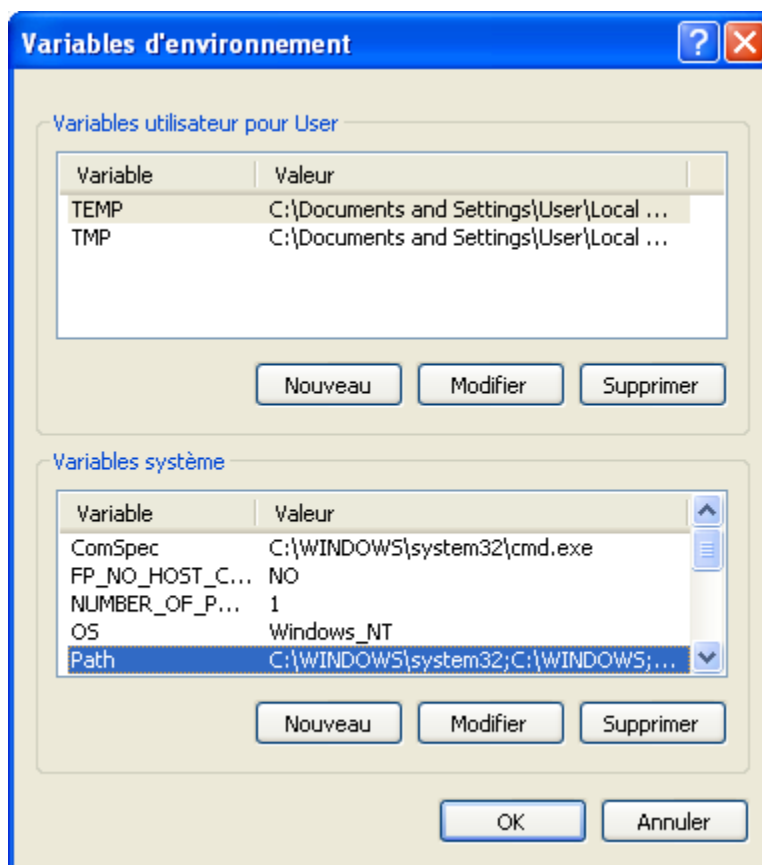 Variables d'environnement
Variables utilisateur pour User
Variable Valeur
TEMP C:\Documents and Settings\User\Local ...
TMP C:\Documents and Settings\User\Local ...
Nouveau Modifier Supprimer
Variables système
Variable Valeur
ComSpec C:\WINDOWS\system32\cmd.exe
FP_NO_HOST_C... NO
NUMBER_OF_P... 1
OS Windows_NT
Path C:\WINDOWS\system32;C:\WINDOWS;...
Nouveau Modifier Supprimer
OK Annuler